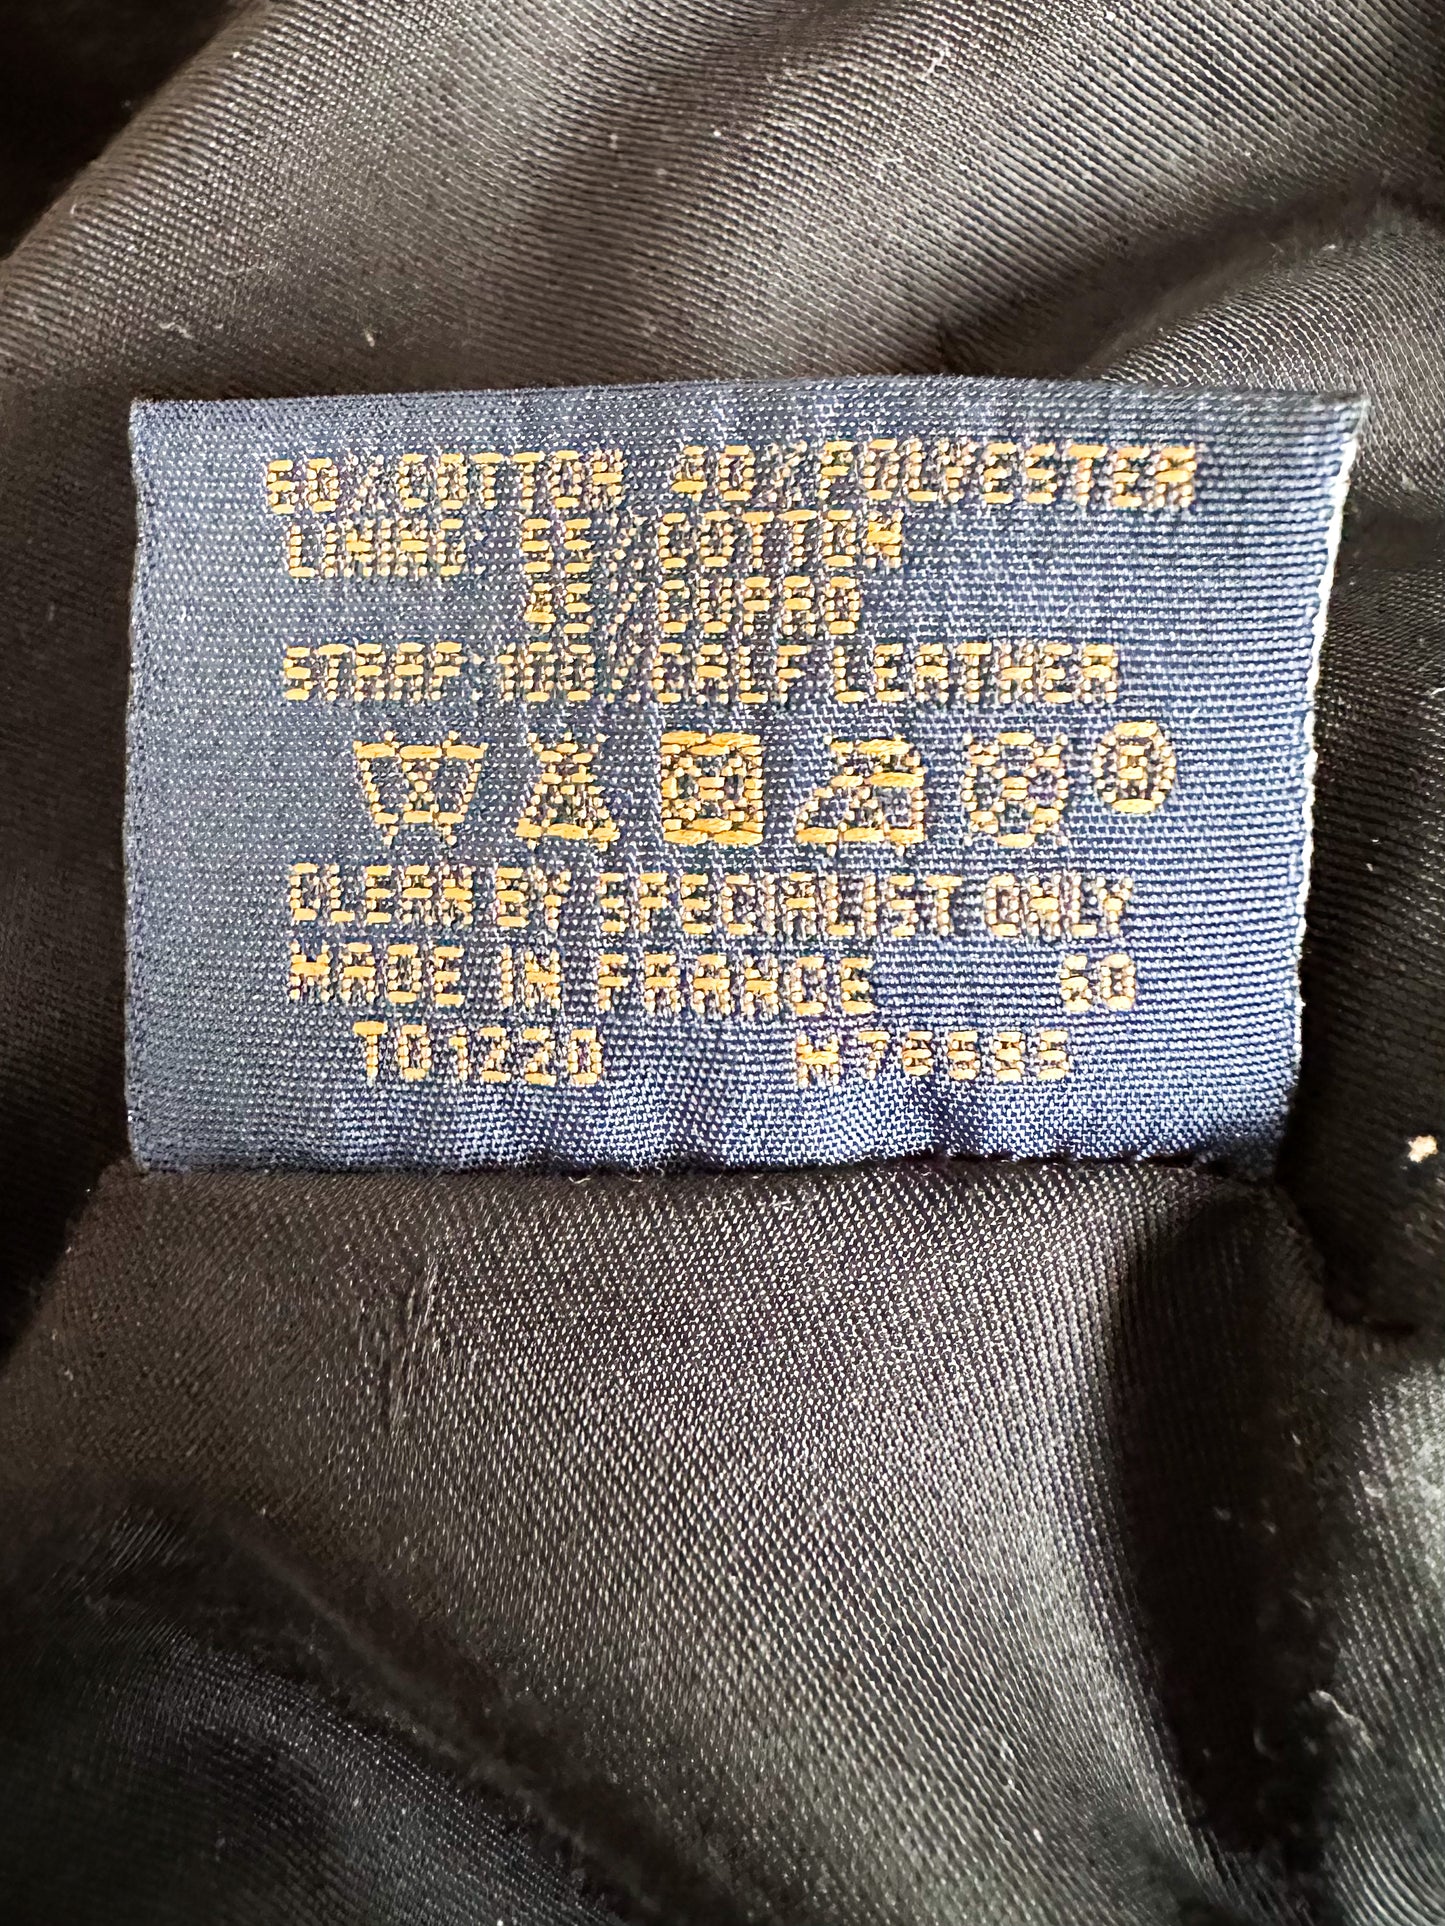 60%COTTON 40%POLYESTER
LINING: 55%COTTON
45%CUPRO
STRAP:100%CALF LEATHER
CLEAN BY SPECIALIST ONLY
MADE IN FRANCE 60
T01220